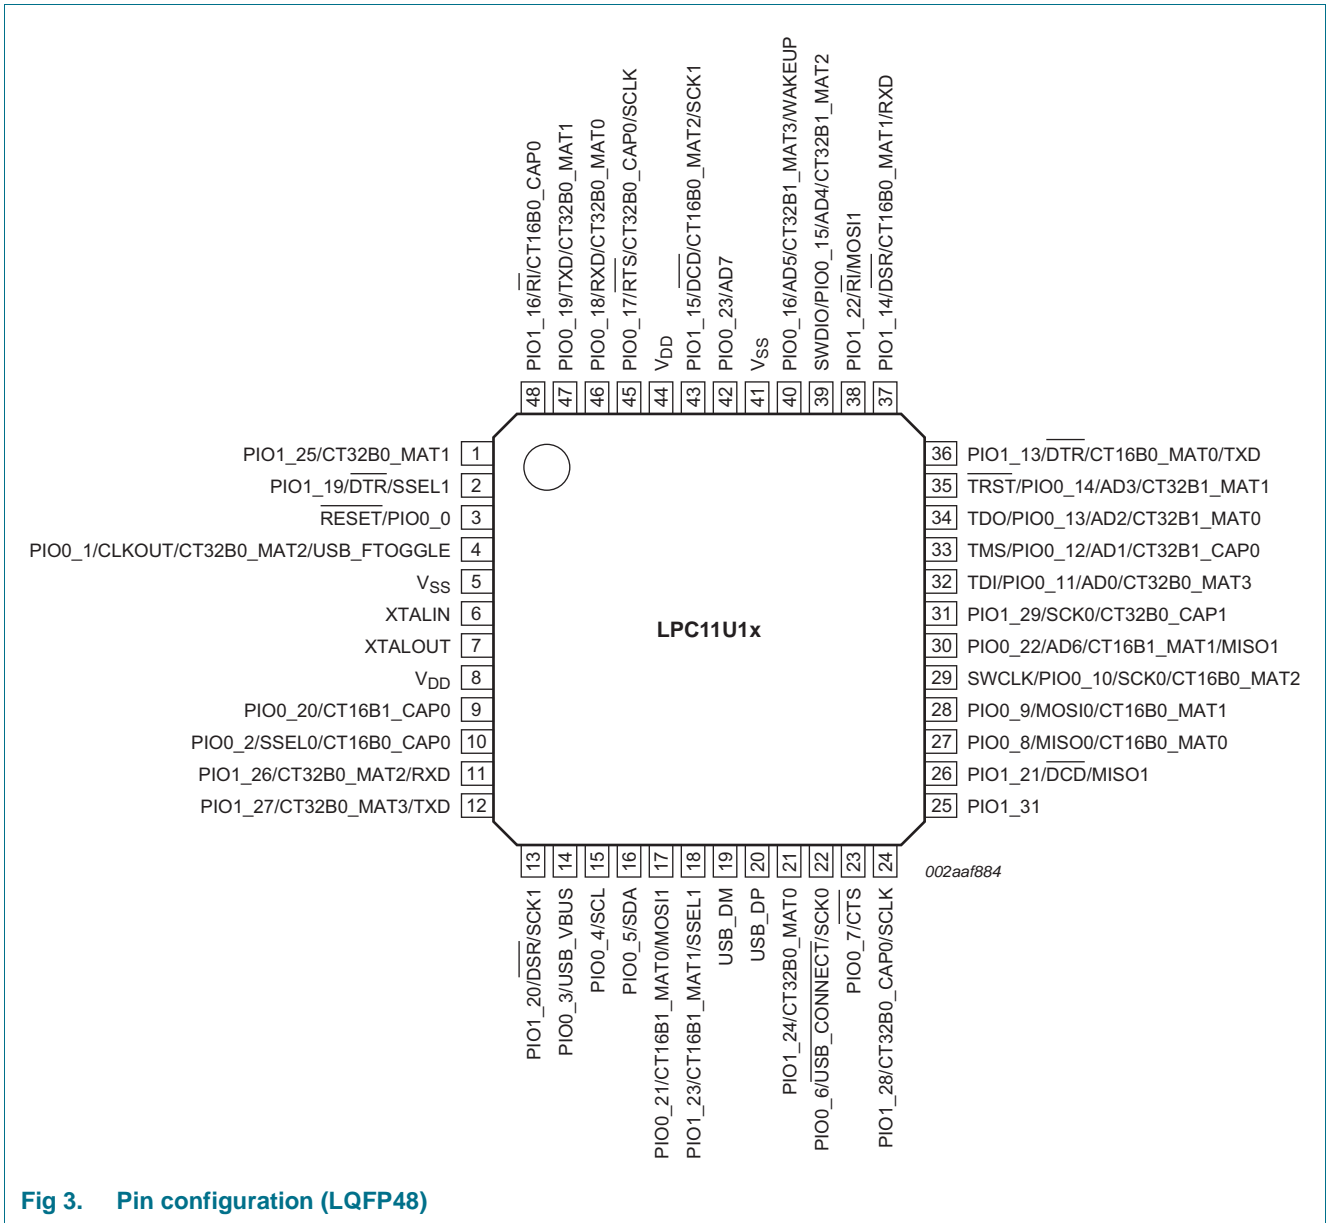 48 PIO1_16/RI/CT16B0_CAP0
47 PIO0_19/TXD/CT32B0_MAT1
46 PIO0_18/RXD/CT32B0_MAT0
45 PIO0_17/RTS/CT32B0_CAP0/SCLK
44 VDD
43 PIO1_15/DCD/CT16B0_MAT2/SCK1
42 PIO0_23/AD7
41 VSS
40 PIO0_16/AD5/CT32B1_MAT3/WAKEUP
39 SWDIO/PIO0_15/AD4/CT32B1_MAT2
38 PIO1_22/RI/MOSI1
37 PIO1_14/DSR/CT16B0_MAT1/RXD
PIO1_25/CT32B0_MAT1 1
PIO1_19/DTR/SSEL1 2
RESET/PIO0_0 3
PIO0_1/CLKOUT/CT32B0_MAT2/USB_FTOGGLE 4
VSS 5
XTALIN 6
XTALOUT 7
VDD 8
PIO0_20/CT16B1_CAP0 9
PIO0_2/SSEL0/CT16B0_CAP0 10
PIO1_26/CT32B0_MAT2/RXD 11
PIO1_27/CT32B0_MAT3/TXD 12
LPC11U1x
36 PIO1_13/DTR/CT16B0_MAT0/TXD
35 TRST/PIO0_14/AD3/CT32B1_MAT1
34 TDO/PIO0_13/AD2/CT32B1_MAT0
33 TMS/PIO0_12/AD1/CT32B1_CAP0
32 TDI/PIO0_11/AD0/CT32B0_MAT3
31 PIO1_29/SCK0/CT32B0_CAP1
30 PIO0_22/AD6/CT16B1_MAT1/MISO1
29 SWCLK/PIO0_10/SCK0/CT16B0_MAT2
28 PIO0_9/MOSI0/CT16B0_MAT1
27 PIO0_8/MISO0/CT16B0_MAT0
26 PIO1_21/DCD/MISO1
25 PIO1_31
13 PIO1_20/DSR/SCK1
14 PIO0_3/USB_VBUS
15 PIO0_4/SCL
16 PIO0_5/SDA
17 PIO0_21/CT16B1_MAT0/MOSI1
18 PIO1_23/CT16B1_MAT1/SSEL1
19 USB_DM
20 USB_DP
21 PIO1_24/CT32B0_MAT0
22 PIO0_6/USB_CONNECT/SCK0
23 PIO0_7/CTS
24 PIO1_28/CT32B0_CAP0/SCLK
002aaf884
Fig 3. Pin configuration (LQFP48)